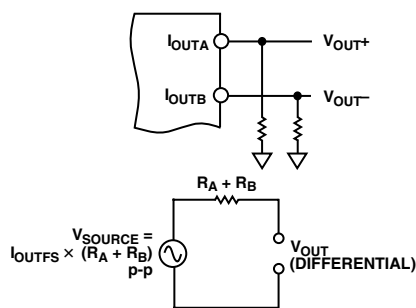 IOUTA
VOUT+
IOUTB
VOUT–
RA + RB
VSOURCE =
IOUTFS × (RA + RB)
p-p
VOUT
(DIFFERENTIAL)